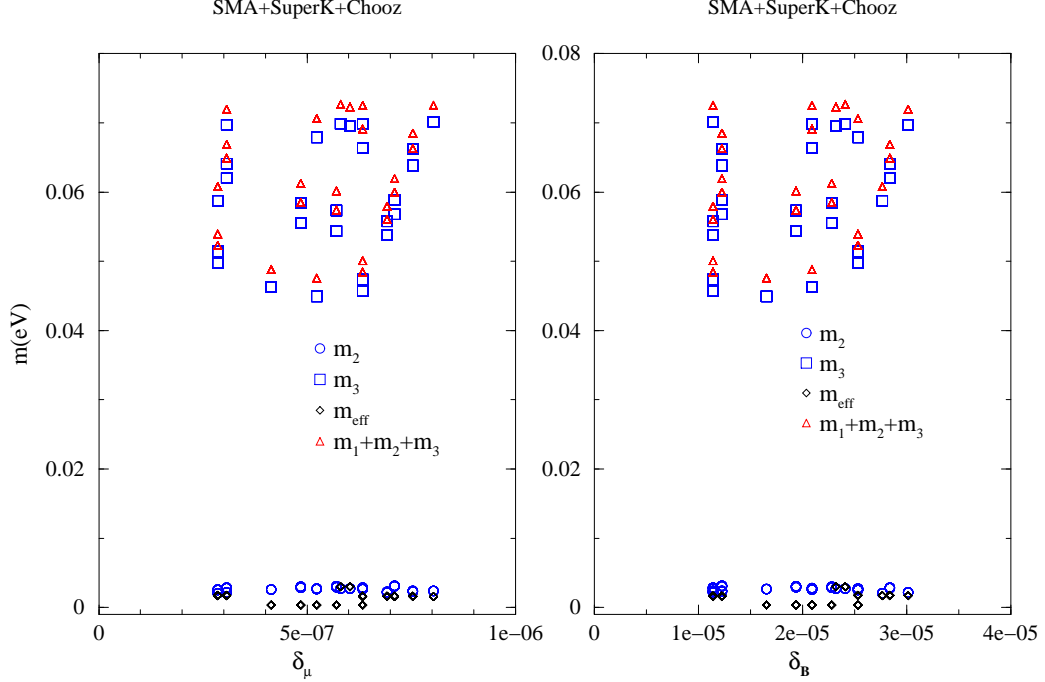 SMA+SuperK+Chooz
SMA+SuperK+Chooz
m(eV)
0.06
0.04
0.02
0
0
5e−07
1e−06
δμ
m2
m3
meff
m1+m2+m3
0.08
0.06
0.04
0.02
0
0
1e−05
2e−05
3e−05
4e−05
δB
m2
m3
meff
m1+m2+m3